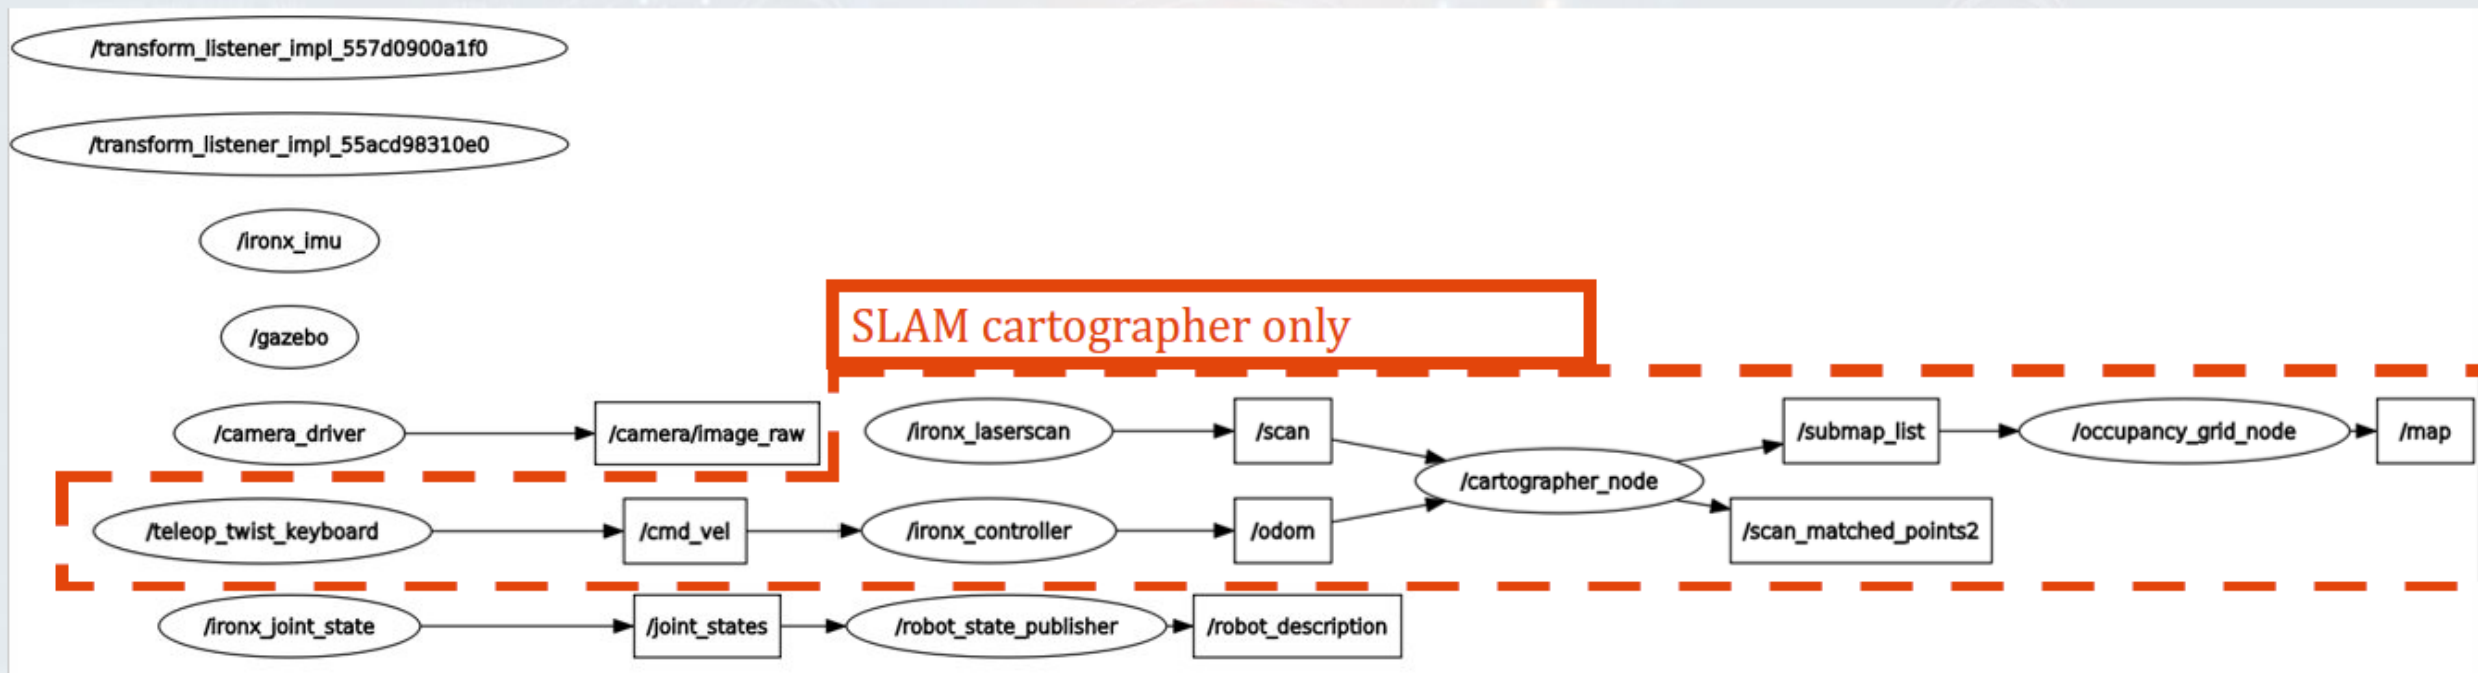 /transform_listener_impl_557d0900a1f0
/transform_listener_impl_55acd98310e0
/ironx_imu
/gazebo
SLAM cartographer only
/camera_driver
/camera/image_raw
/ironx_laserscan
/scan
/cartographer_node
/submap_list
/occupancy_grid_node
/map
/teleop_twist_keyboard
/cmd_vel
/ironx_controller
/odom
/scan_matched_points2
/ironx_joint_state
/joint_states
/robot_state_publisher
/robot_description